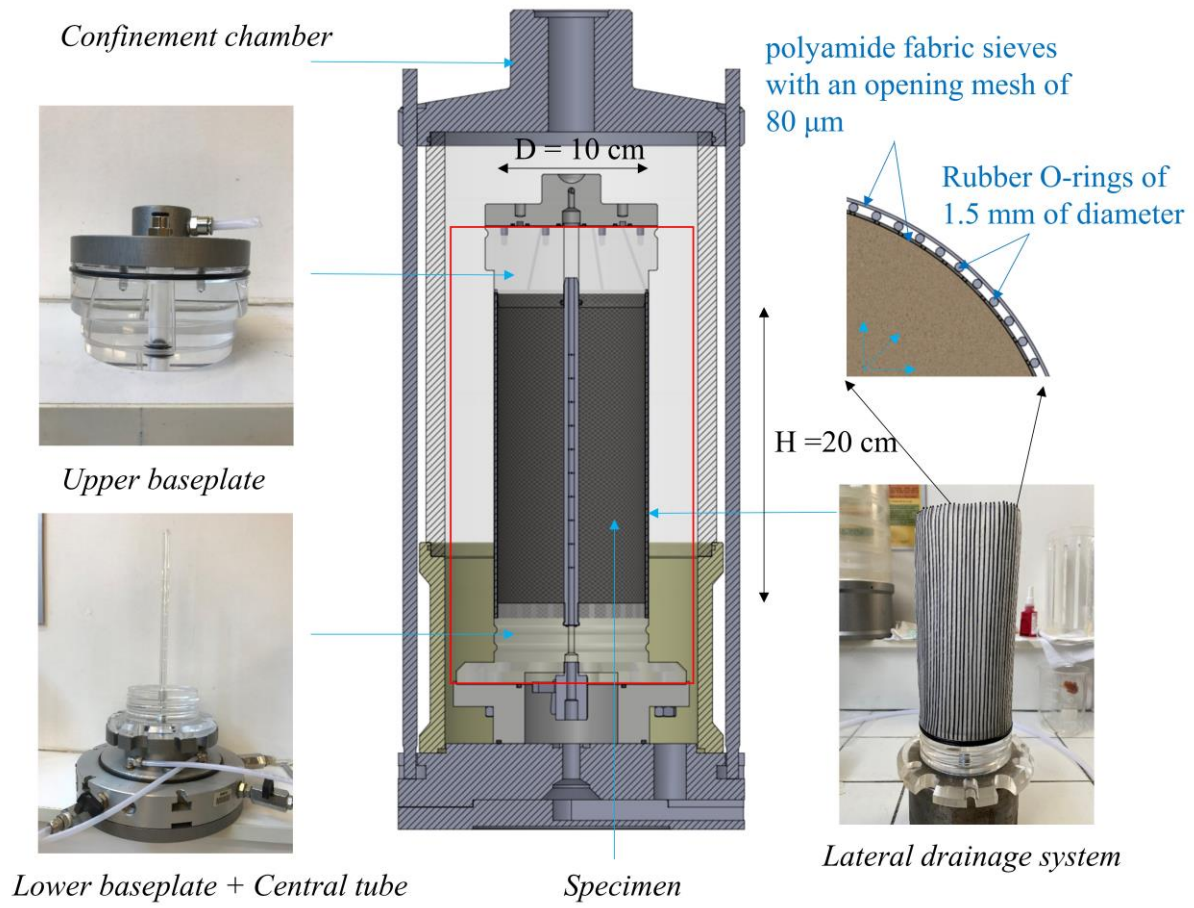 Confinement chamber
polyamide fabric sieves
with an opening mesh of
80 μm
D = 10 cm
Rubber O-rings of
1.5 mm of diameter
H =20 cm
Upper baseplate
Lateral drainage system
Lower baseplate + Central tube
Specimen